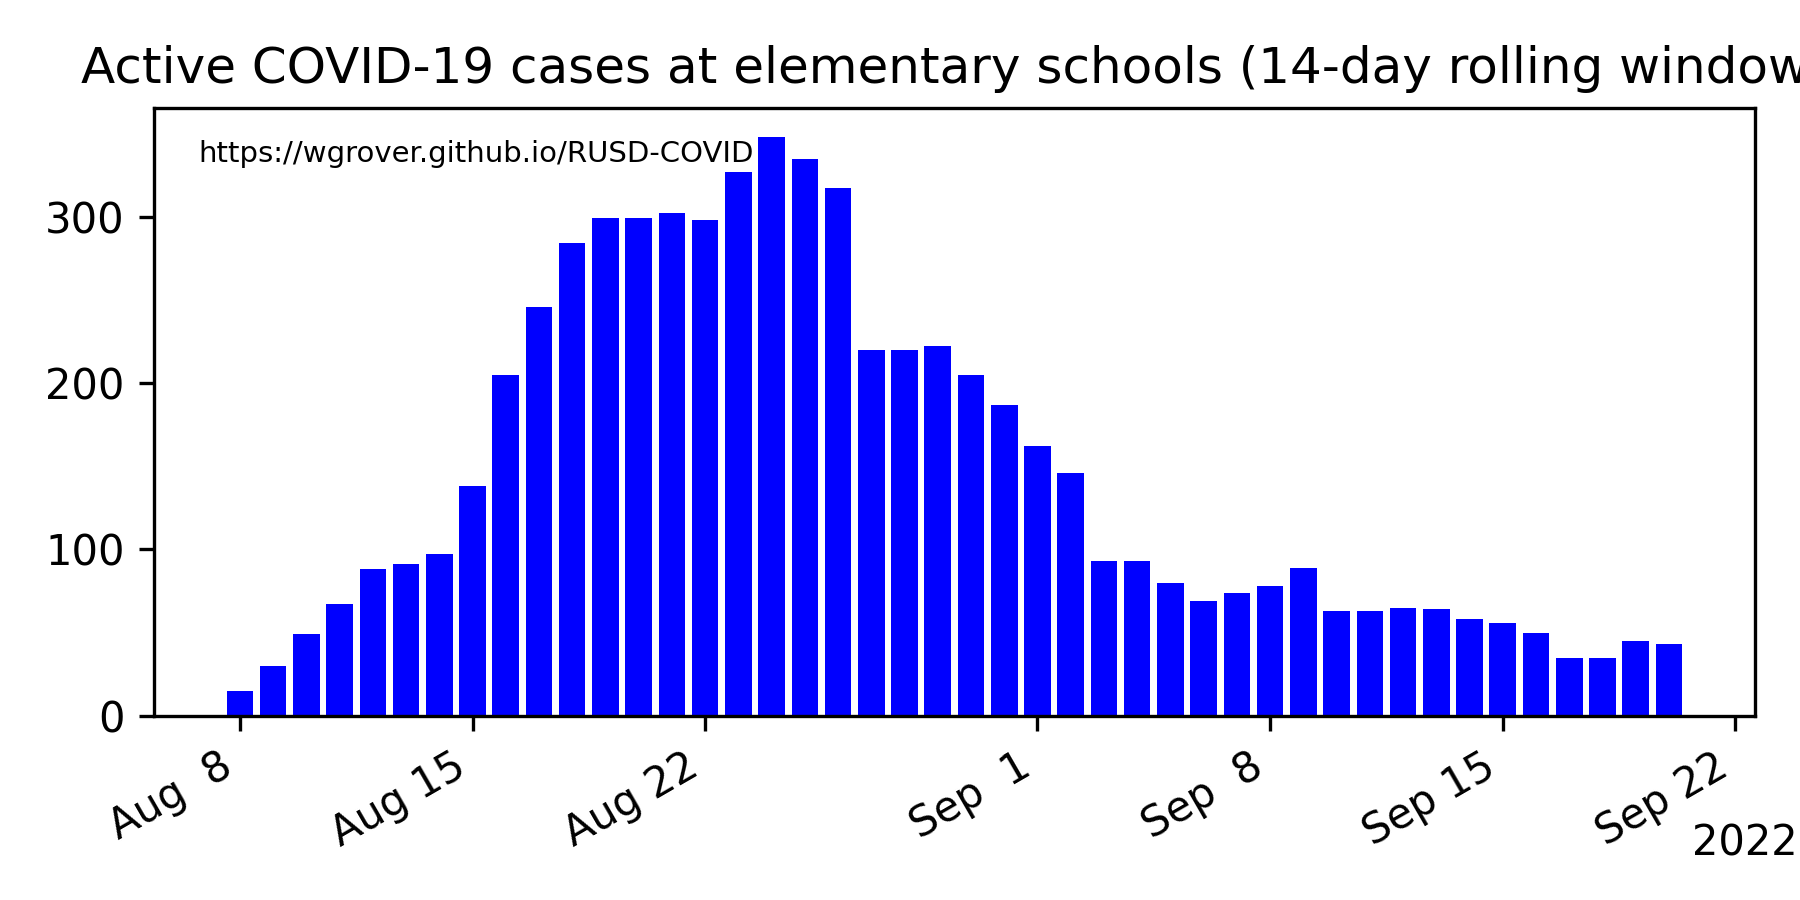 Active COVID-19 cases at elementary schools (14-day rolling window
https://wgrover.github.io/RUSD-COVID
300
200
100
0
Aug 8
Aug 15
Aug 22
Sep 1
Sep 8
Sep 15
Sep 22
2022